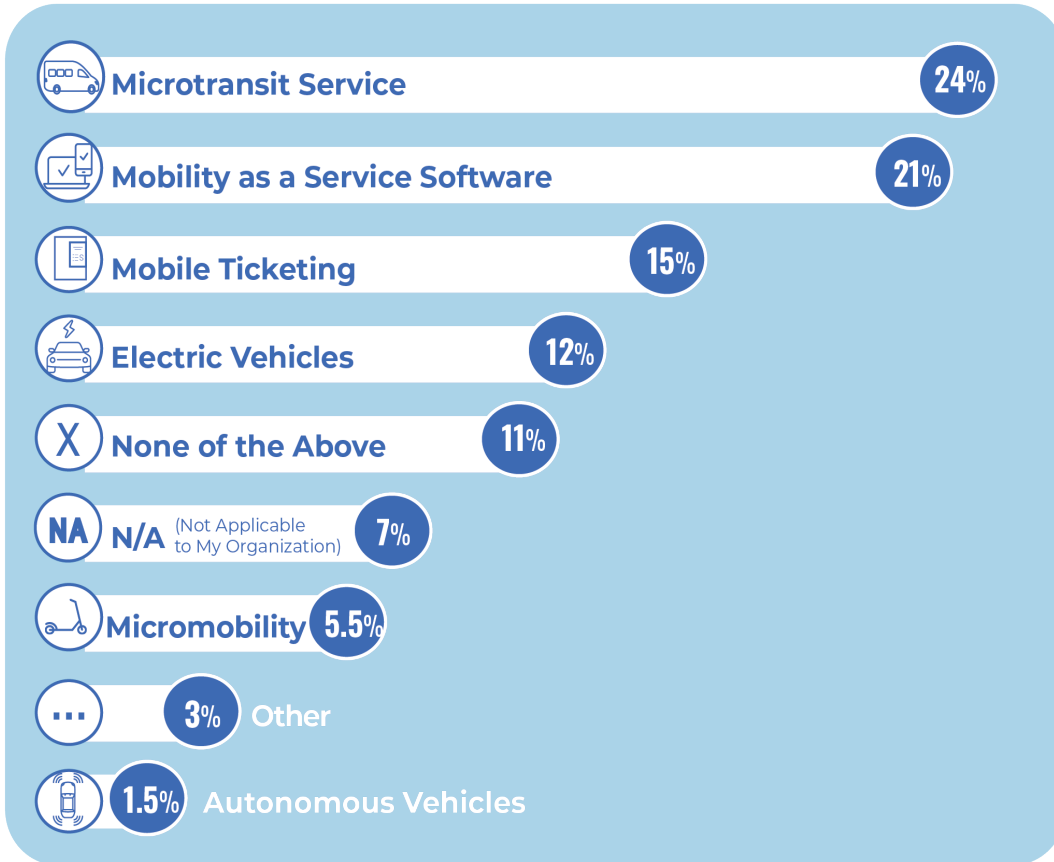 Microtransit Service 24%
Mobility as a Service Software 21%
Mobile Ticketing 15%
Electric Vehicles 12%
X None of the Above 11%
NA N/A (Not Applicable
to My Organization) 7%
Micromobility 5.5%
... 3% Other
1.5% Autonomous Vehicles